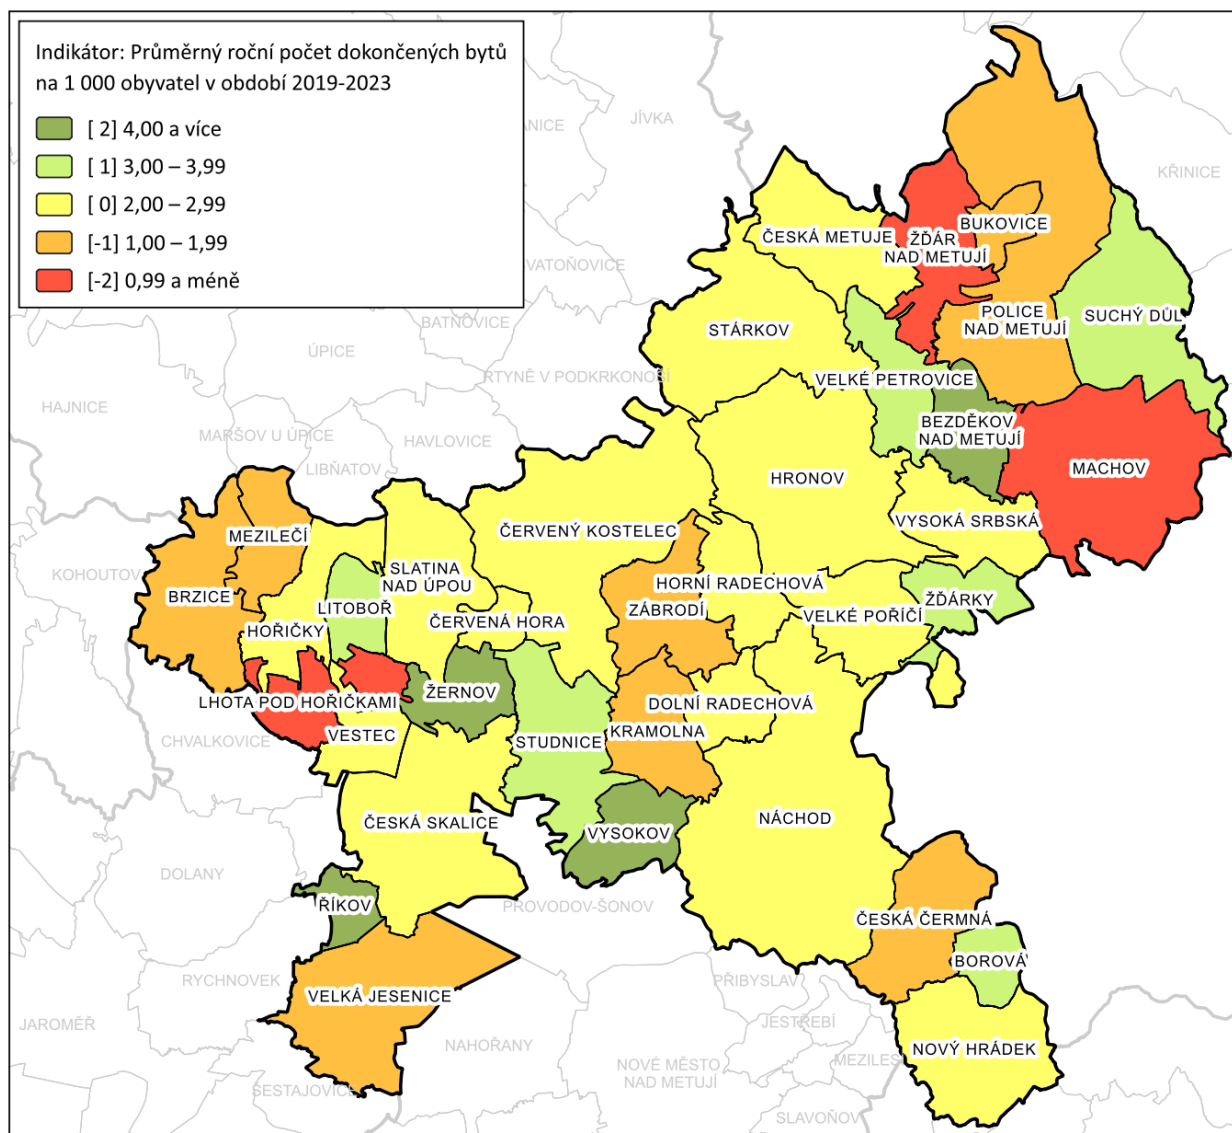 Indikátor: Průměrný roční počet dokončených bytů
na 1 000 obyvatel v období 2019-2023
[ 2] 4,00 a více
[ 1] 3,00 – 3,99
[ 0] 2,00 – 2,99
[-1] 1,00 – 1,99
[-2] 0,99 a méně
JÍVKA
KŘINICE
BUKOVICE
ČESKÁ METUJE
ŽĎÁR
NAD METUJÍ
VATOŇOVICE
SUCHÝ DŮL
POLICE
NAD METUJÍ
BATŇOVICE
STÁRKOV
ÚPICE
RTYNĚ V PODKRKONOŠÍ
VELKÉ PETROVICE
HAJNICE
BEZDĚKOV
NAD METUJÍ
MARŠOV U ÚPICE
HAVLOVICE
LIBŇATOV
MACHOV
HRONOV
VYSOKÁ SRBSKÁ
ČERVENÝ KOSTELEC
MEZILEČÍ
SLATINA
NAD ÚPOU
KOHOUTOV
BRZICE
HORNÍ RADECHOVÁ
ŽĎÁRKY
LITOBOŘ
ZÁBRODÍ
VELKÉ POŘÍČÍ
ČERVENÁ HORA
HOŘIČKY
ŽERNOV
LHOTA POD HOŘIČKAMI
DOLNÍ RADECHOVÁ
KRAMOLNA
VESTEC
CHVALKOVICE
STUDNICE
NÁCHOD
ČESKÁ SKALICE
VYSOKOV
DOLANY
ŘÍKOV
PROVODOV-ŠONOV
ČESKÁ ČERMNÁ
BOROVÁ
RYCHNOVEK
PŘIBYSLAV
VELKÁ JESENICE
JAROMĚŘ
JESTŘEBÍ
NAHOŘANY
NOVÝ HRÁDEK
MEZILES
NOVÉ MĚSTO
NAD METUJÍ
ŠESTAJOVICE
SLAVOŇOV